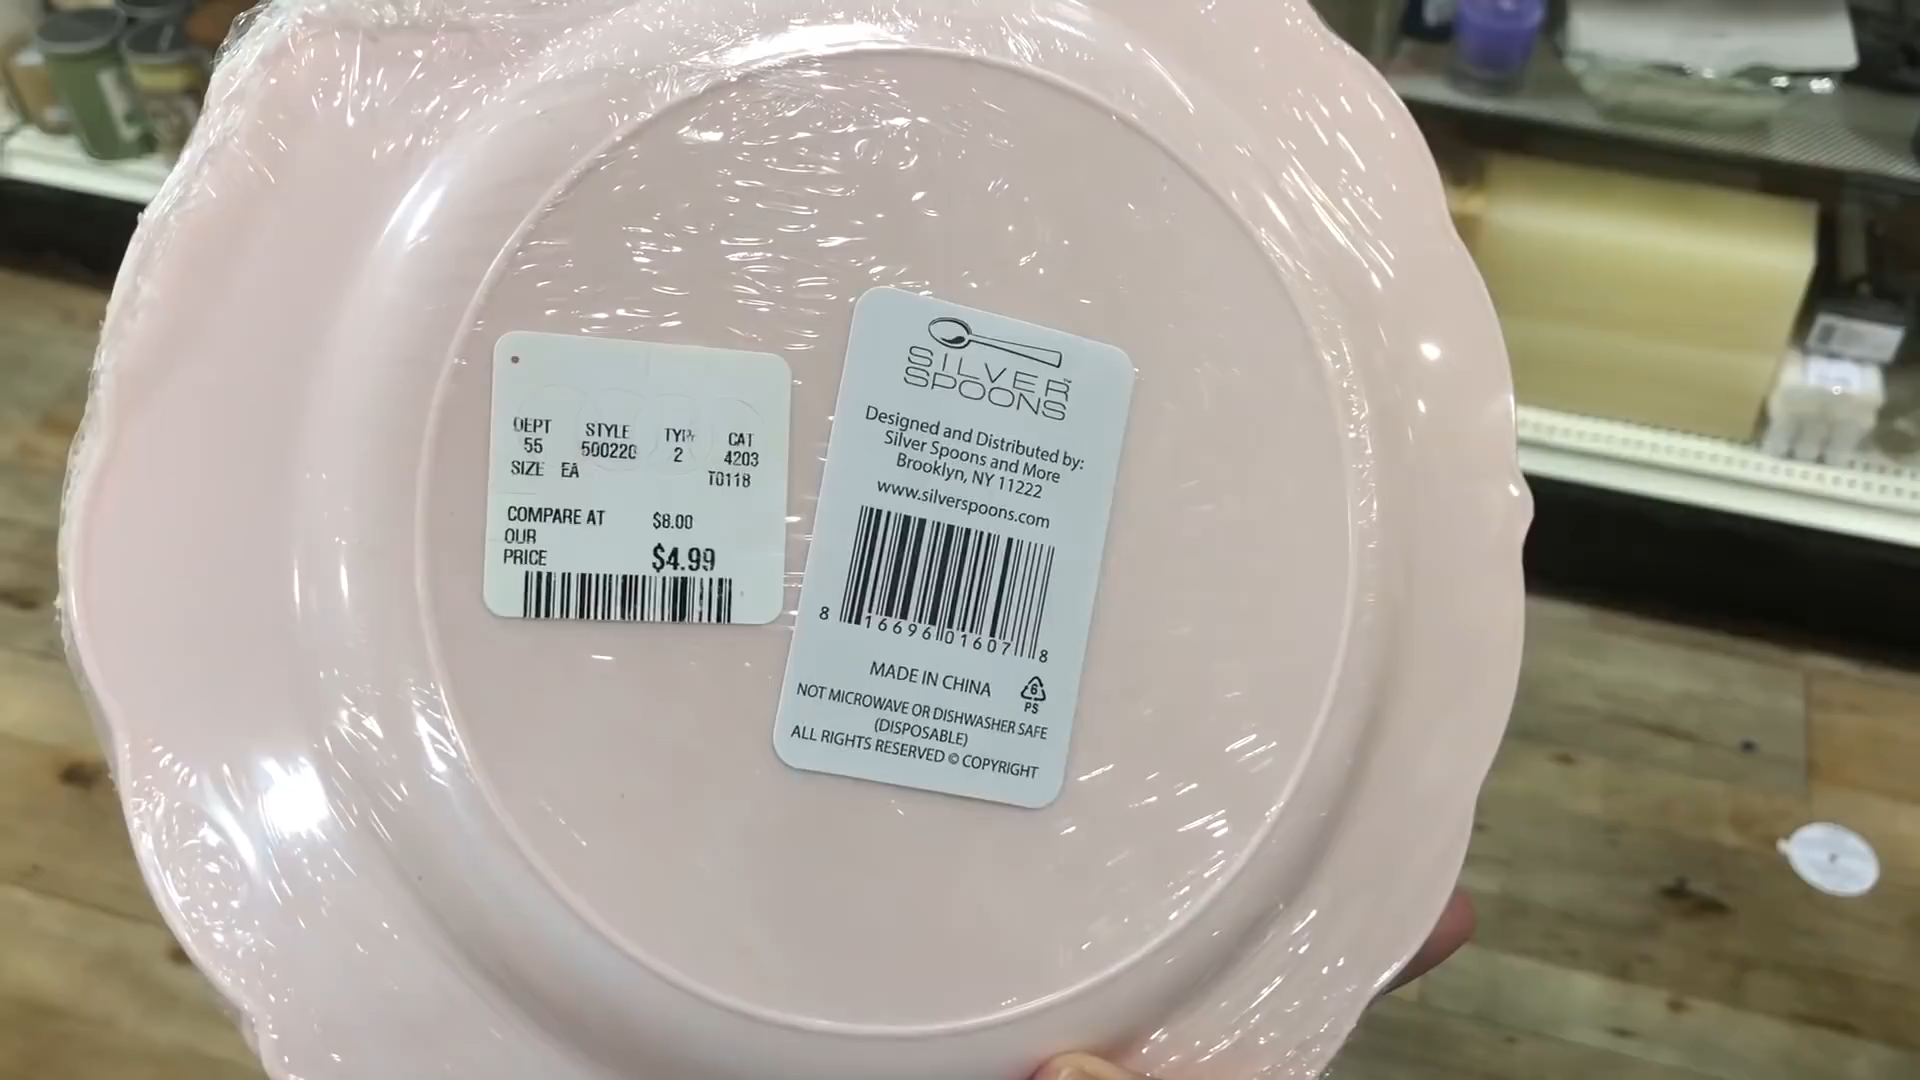 DEPT STYLE TYPE CAT
55 500220 2 4203
SIZE EA T0118
COMPARE AT $8.00
OUR
PRICE $4.99
SILVER
SPOONS™
Designed and Distributed by:
Silver Spoons and More
Brooklyn, NY 11222
www.silverspoons.com
8 16696 01607 8
MADE IN CHINA
6
PS
NOT MICROWAVE OR DISHWASHER SAFE
(DISPOSABLE)
ALL RIGHTS RESERVED © COPYRIGHT